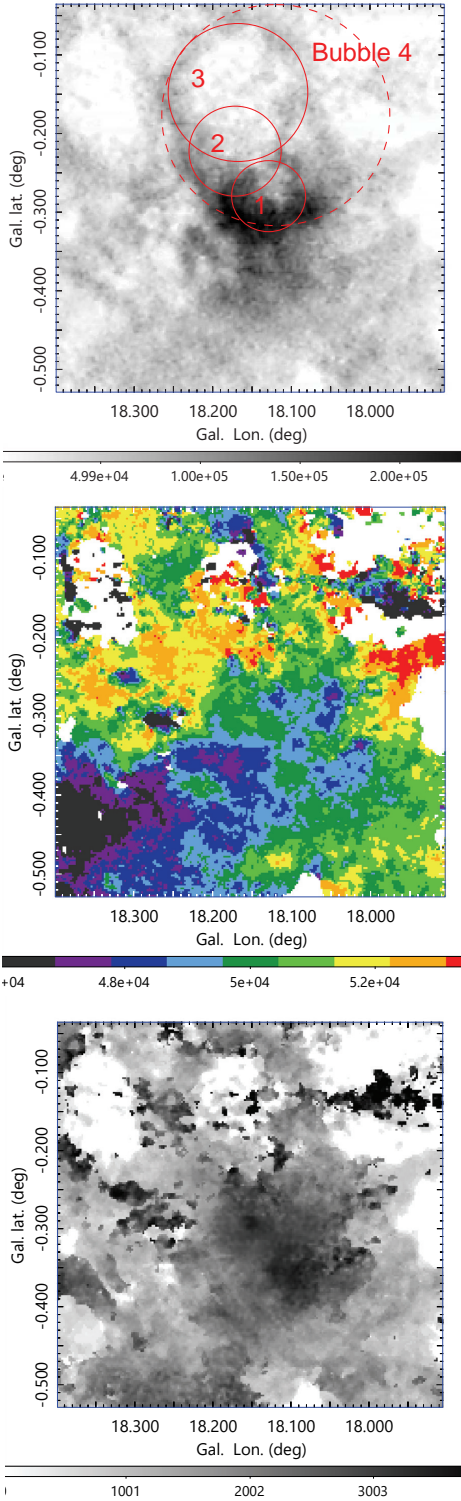 Bubble 4
3
2
1
-0.100
-0.200
-0.300
-0.400
-0.500
Gal. lat. (deg)
18.300 18.200 18.100 18.000
Gal. Lon. (deg)
4.99e+04 1.00e+05 1.50e+05 2.00e+05
-0.100
-0.200
-0.300
-0.400
-0.500
Gal. lat. (deg)
18.300 18.200 18.100 18.000
Gal. Lon. (deg)
+04 4.8e+04 5e+04 5.2e+04
-0.100
-0.200
-0.300
-0.400
-0.500
Gal. lat. (deg)
18.300 18.200 18.100 18.000
Gal. Lon. (deg)
1001 2002 3003